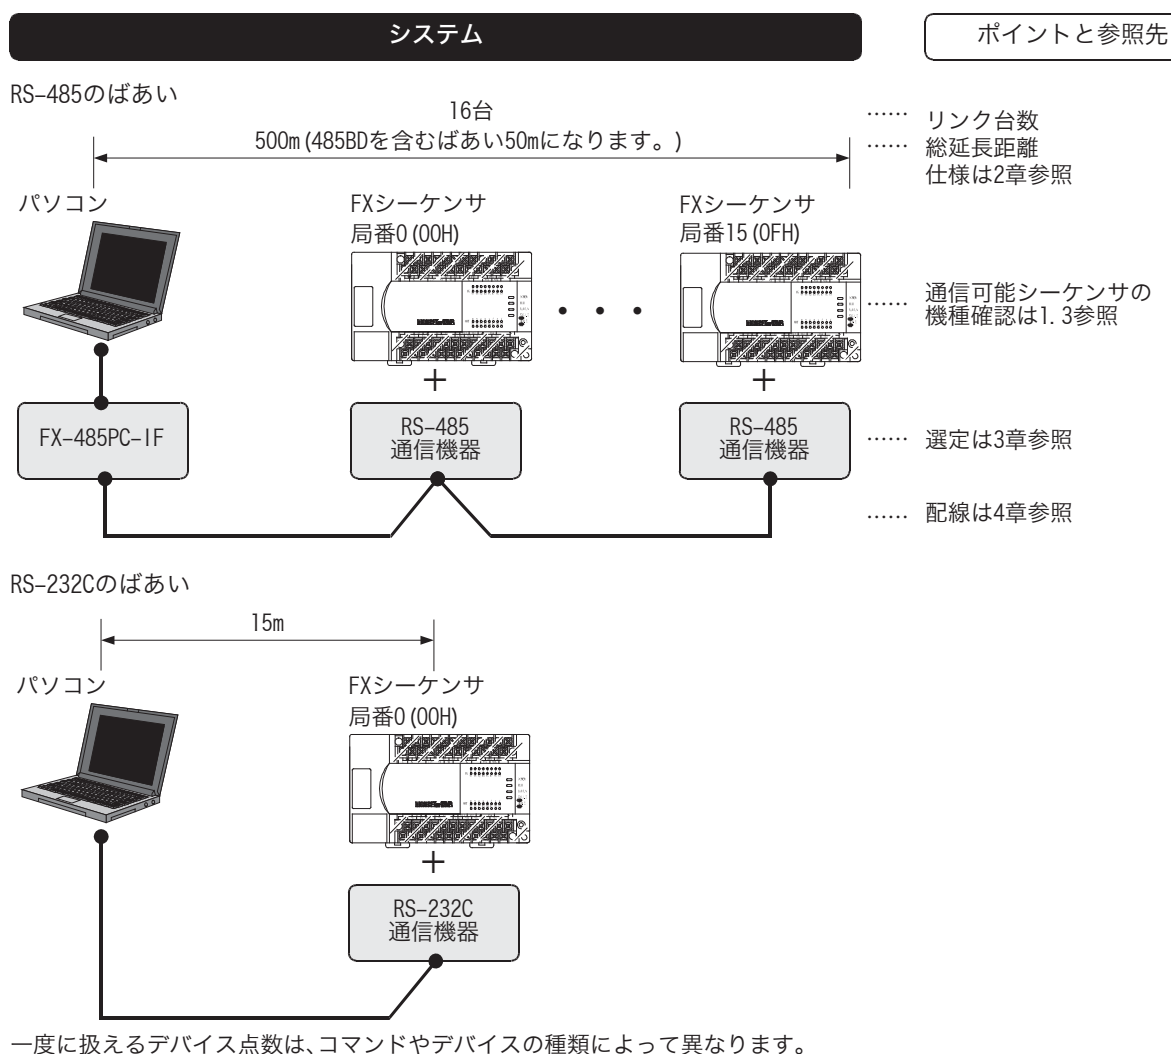 システム
ポイントと参照先
RS-485のばあい
16台
500m(485BDを含むばあい50mになります。)
…… リンク台数
…… 総延長距離
仕様は2章参照
パソコン
FXシーケンサ
局番0(00H)
FXシーケンサ
局番15(0FH)
・・・
…… 通信可能シーケンサの
機種確認は1.3参照
+
+
FX-485PC-IF
RS-485
通信機器
RS-485
通信機器
…… 選定は3章参照
…… 配線は4章参照
RS-232Cのばあい
15m
パソコン
FXシーケンサ
局番0(00H)
+
RS-232C
通信機器
一度に扱えるデバイス点数は、コマンドやデバイスの種類によって異なります。